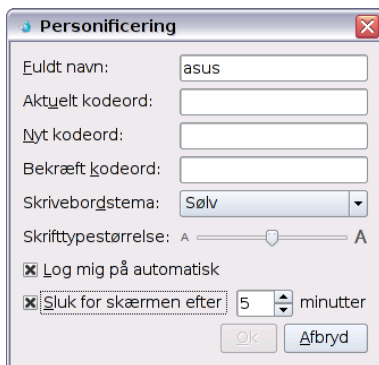 Personificering
Fuldt navn: asus
Aktuelt kodeord:
Nyt kodeord:
Bekræft kodeord:
Skrivebordstema: Sølv
Skrifttypestørrelse: A A
Log mig på automatisk
Sluk for skærmen efter 5 minutter
Ok Afbryd